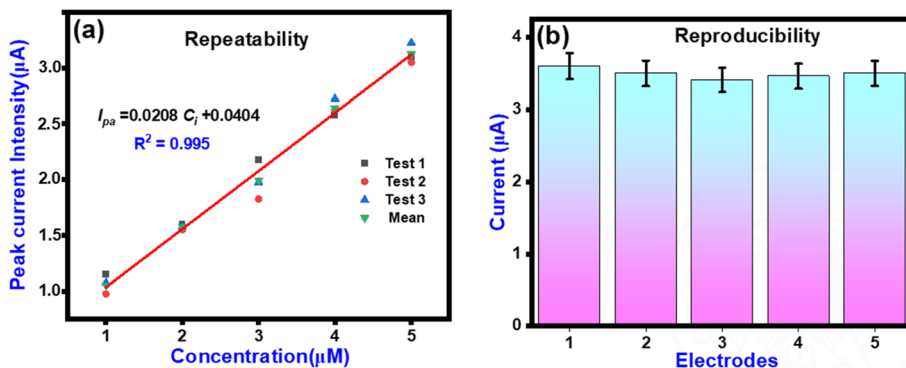 (a)
Repeatability
Peak current Intensity(μA)
3.0
2.5
2.0
1.5
1.0
I_pa=0.0208 C_i+0.0404
R² = 0.995
Test 1
Test 2
Test 3
Mean
1 2 3 4 5
Concentration(μM)
(b)
Reproducibility
Current (μA)
4
3
2
1
0
1 2 3 4 5
Electrodes